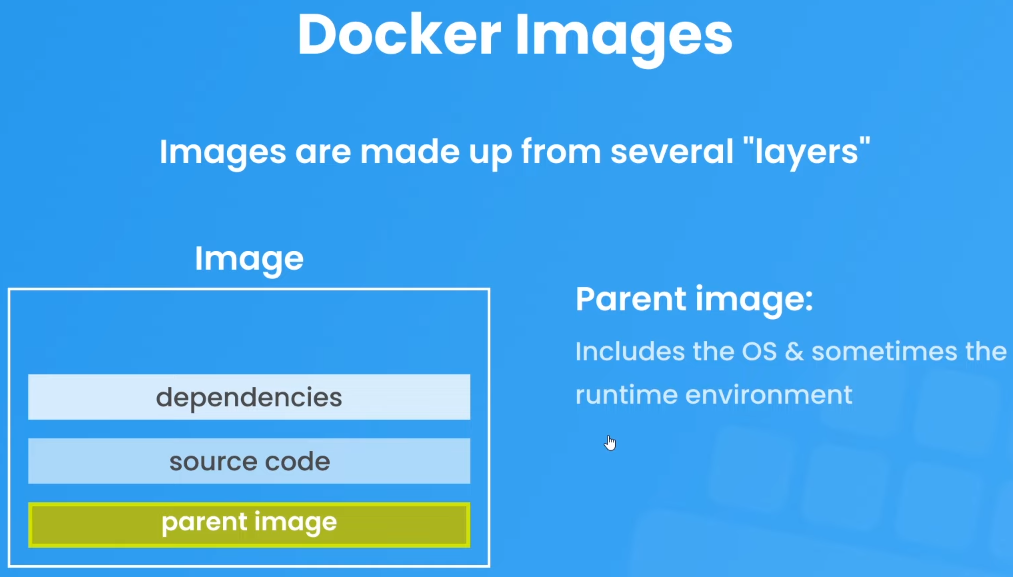 Docker Images
Images are made up from several "layers"
Image
dependencies
source code
parent image
Parent image:
Includes the OS & sometimes the
runtime environment